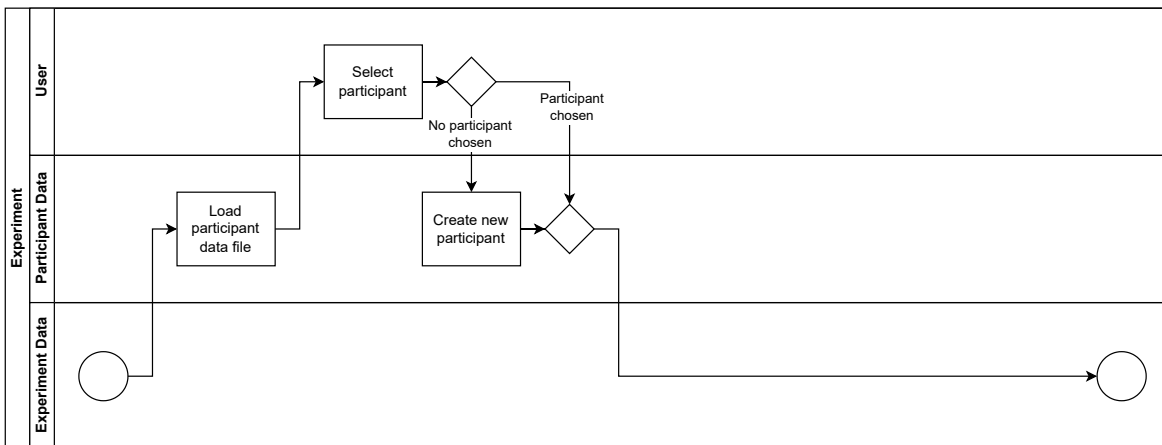 Experiment
User
Select
participant
No participant
chosen
Participant
chosen
Participant Data
Load
participant
data file
Create new
participant
Experiment Data